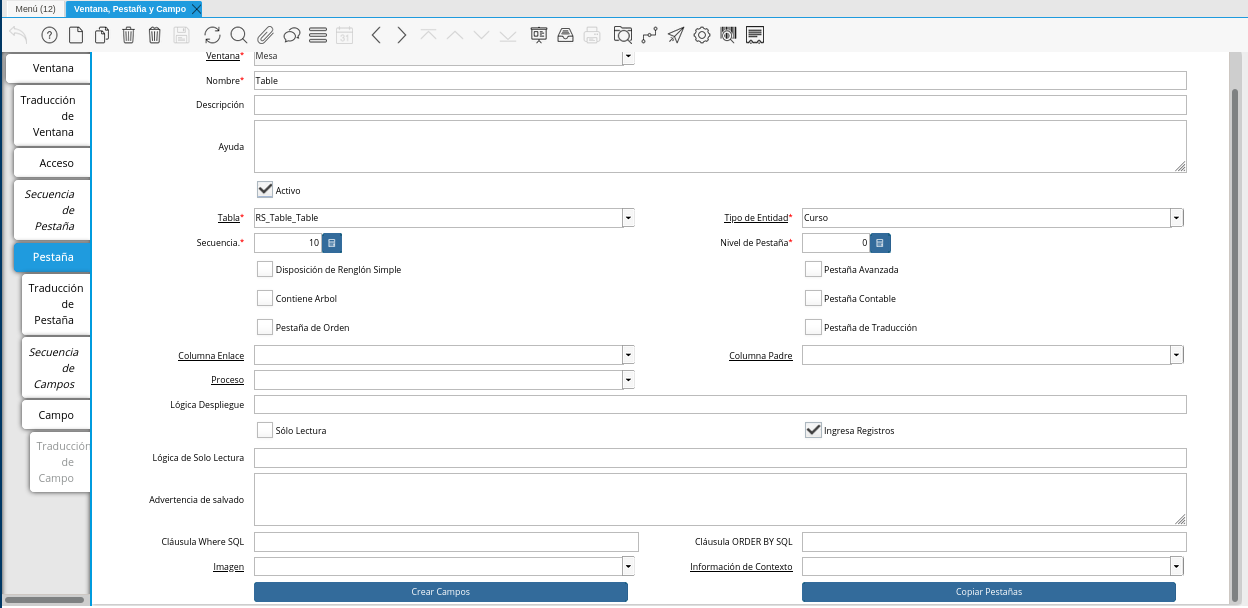 Menú (12)
Ventana, Pestaña y Campo
31
Ventana
Traducción
de
Ventana
Acceso
Secuencia
de
Pestaña
Pestaña
Traducción
de
Pestaña
Secuencia
de
Campos
Campo
Traducción
de
Campo
Ventana* Mesa
Nombre* Table
Descripción
Ayuda
Activo
Tabla* RS_Table_Table Tipo de Entidad* Curso
Secuencia.* 10 Nivel de Pestaña* 0
Disposición de Renglón Simple Pestaña Avanzada
Contiene Arbol Pestaña Contable
Pestaña de Orden Pestaña de Traducción
Columna Enlace Columna Padre
Proceso
Lógica Despliegue
Sólo Lectura Ingresa Registros
Lógica de Solo Lectura
Advertencia de salvado
Cláusula Where SQL Cláusula ORDER BY SQL
Imagen Información de Contexto
Crear Campos Copiar Pestañas